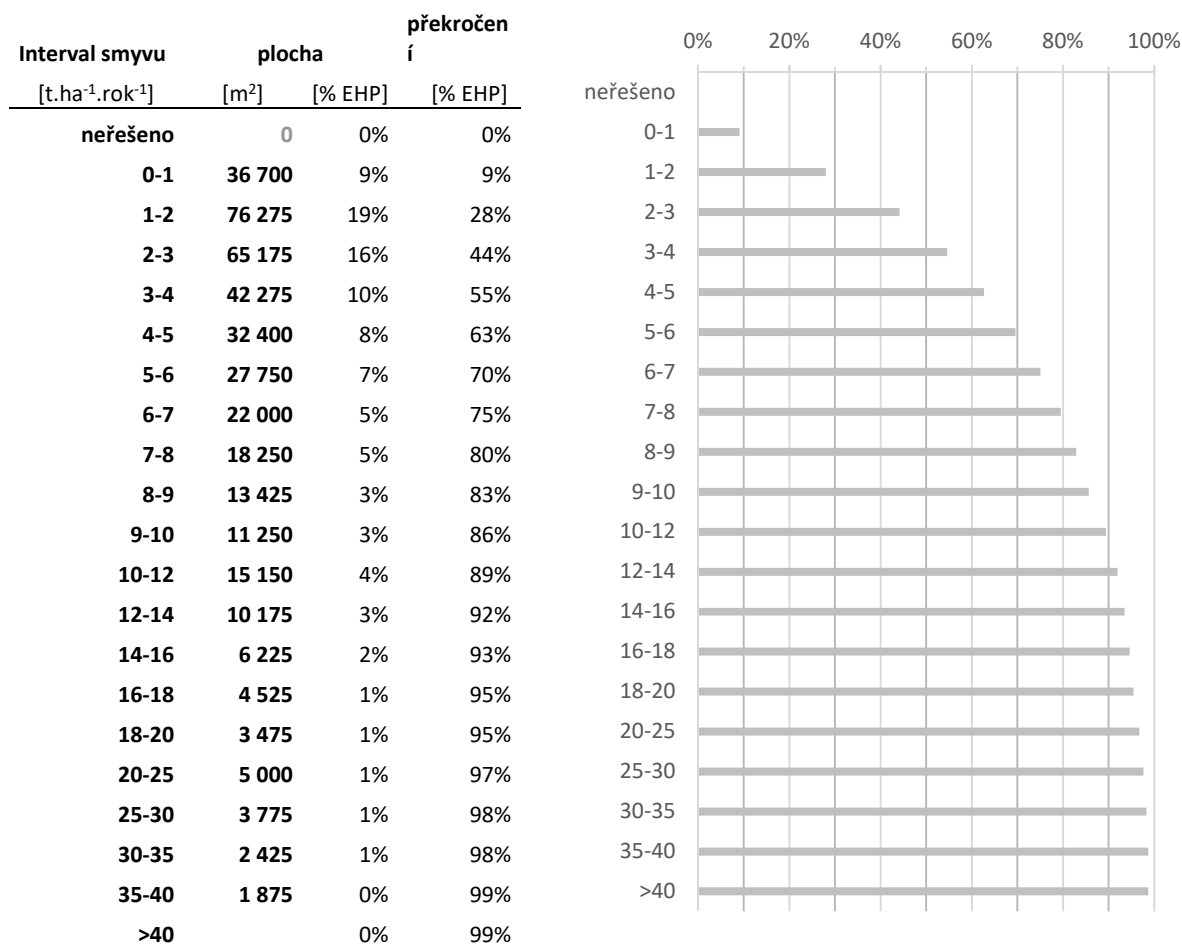 Interval smyvu plocha překročen
í
[t.ha-1.rok-1] [m2] [% EHP] [% EHP]
neřešeno 0 0% 0%
0-1 36 700 9% 9%
1-2 76 275 19% 28%
2-3 65 175 16% 44%
3-4 42 275 10% 55%
4-5 32 400 8% 63%
5-6 27 750 7% 70%
6-7 22 000 5% 75%
7-8 18 250 5% 80%
8-9 13 425 3% 83%
9-10 11 250 3% 86%
10-12 15 150 4% 89%
12-14 10 175 3% 92%
14-16 6 225 2% 93%
16-18 4 525 1% 95%
18-20 3 475 1% 95%
20-25 5 000 1% 97%
25-30 3 775 1% 98%
30-35 2 425 1% 98%
35-40 1 875 0% 99%
>40 0% 99%
0% 20% 40% 60% 80% 100%
neřešeno
0-1
1-2
2-3
3-4
4-5
5-6
6-7
7-8
8-9
9-10
10-12
12-14
14-16
16-18
18-20
20-25
25-30
30-35
35-40
>40